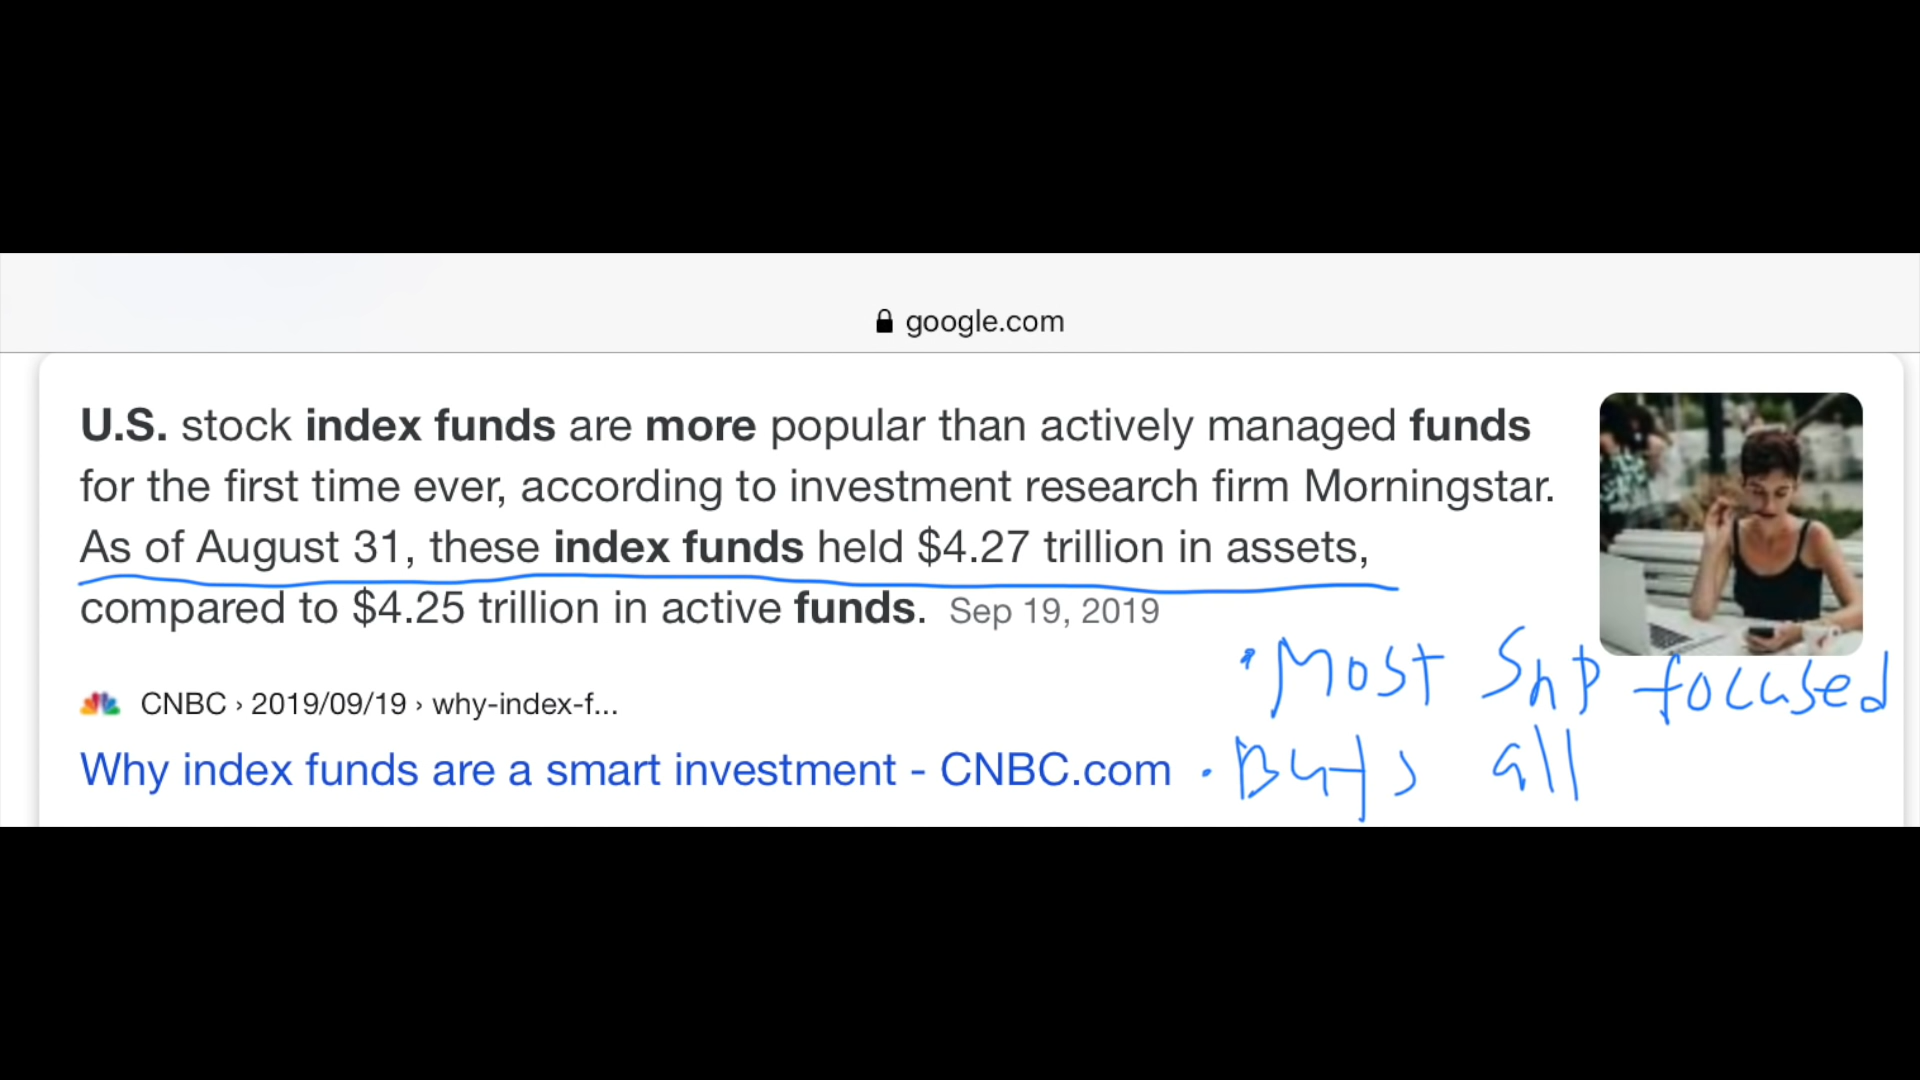 google.com
U.S. stock index funds are more popular than actively managed funds
for the first time ever, according to investment research firm Morningstar.
As of August 31, these index funds held $4.27 trillion in assets,
compared to $4.25 trillion in active funds. Sep 19, 2019
• Most SnP focused
CNBC › 2019/09/19 › why-index-f...
Why index funds are a smart investment - CNBC.com
• Buys all